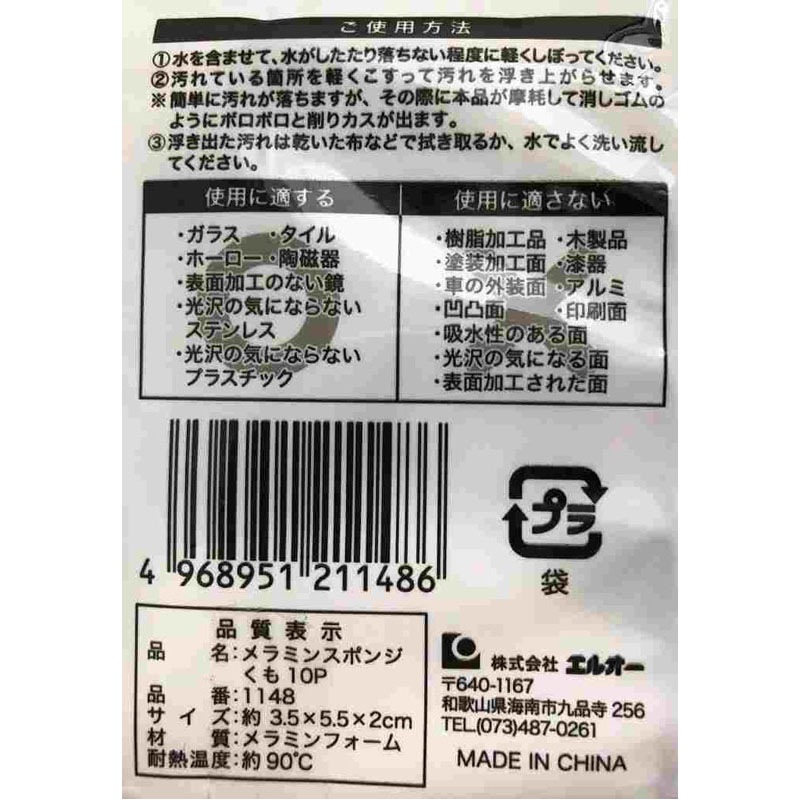 ご使用方法
①水を含ませて、水がしたたり落ちない程度に軽くしぼってください。
②汚れている箇所を軽くこすって汚れを浮き上がらせます。
※簡単に汚れが落ちますが、その際に本品が摩耗して消しゴムの
ようにボロボロと削りカスが出ます。
③浮き出た汚れは乾いた布などで拭き取るか、水でよく洗い流し
てください。
使用に適する
・ガラス ・タイル
・ホーロー ・陶磁器
・表面加工のない鏡
・光沢の気にならない
ステンレス
・光沢の気にならない
プラスチック
使用に適さない
・樹脂加工品 ・木製品
・塗装加工面 ・漆器
・車の外装面 ・アルミ
・凹凸面 ・印刷面
・吸水性のある面
・光沢の気になる面
・表面加工された面
4 968951 211486
プラ
袋
品質表示
品 名：メラミンスポンジ
くも 10P
品 番：1148
サイズ：約 3.5×5.5×2cm
材 質：メラミンフォーム
耐熱温度：約 90℃
株式会社 エルオー
〒640-1167
和歌山県海南市九品寺 256
TEL.(073)487-0261
MADE IN CHINA